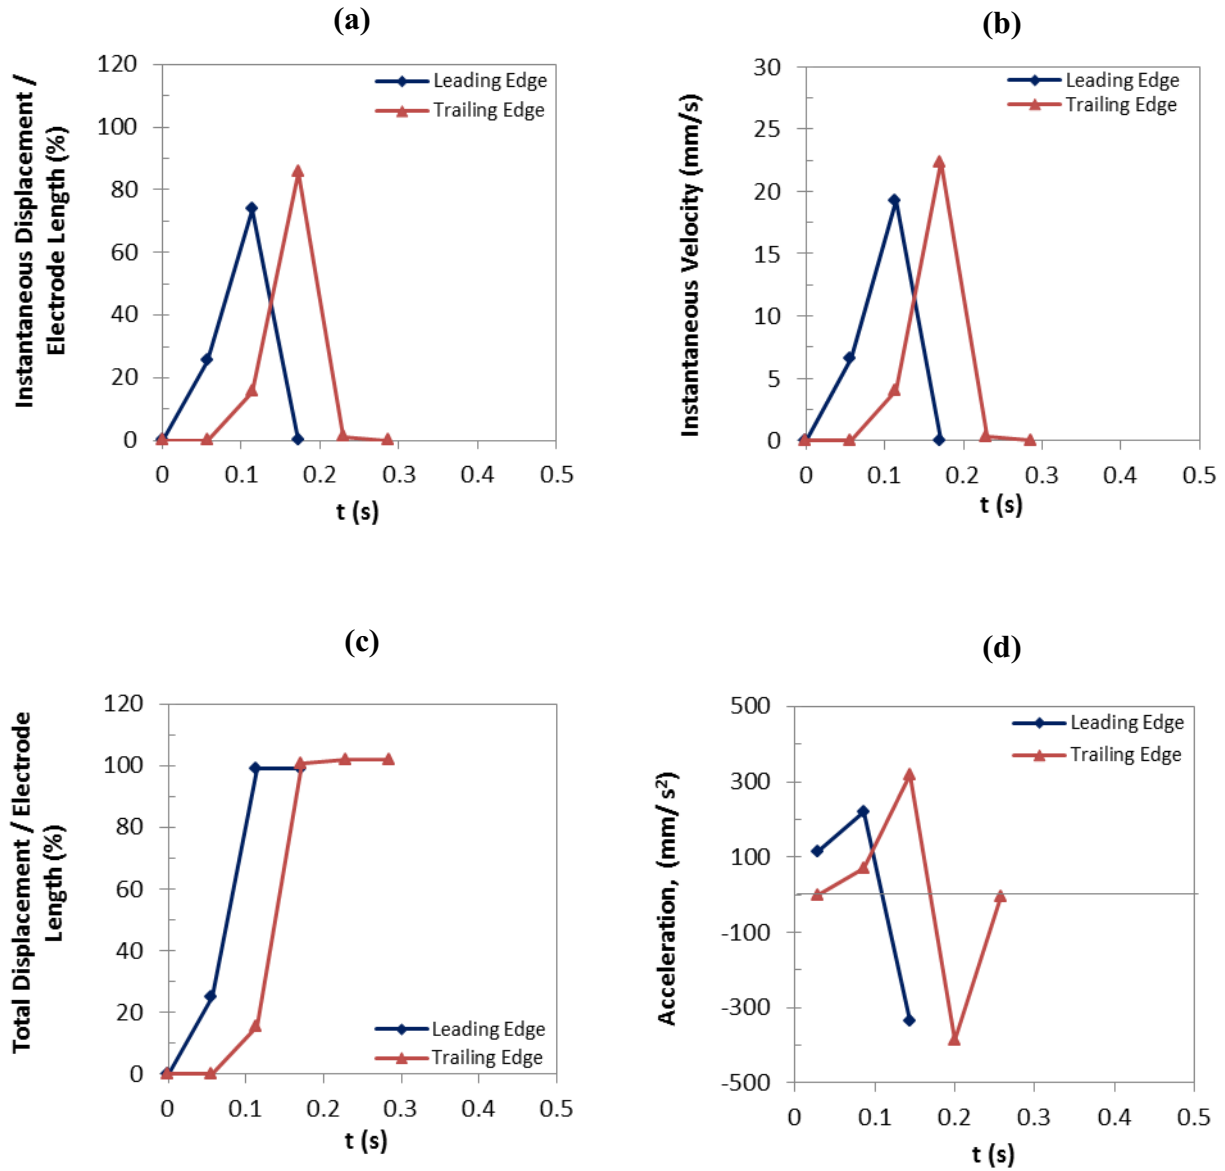 (a)
Instantaneous Displacement /
Electrode Length (%)
120
100
80
60
40
20
0
Leading Edge
Trailing Edge
0 0.1 0.2 0.3 0.4 0.5
t (s)
(b)
Instantaneous Velocity (mm/s)
30
25
20
15
10
5
0
Leading Edge
Trailing Edge
0 0.1 0.2 0.3 0.4 0.5
t (s)
(c)
Total Displacement / Electrode
Length (%)
120
100
80
60
40
20
0
Leading Edge
Trailing Edge
0 0.1 0.2 0.3 0.4 0.5
t (s)
(d)
Acceleration, (mm/ s²)
500
300
100
-100
-300
-500
Leading Edge
Trailing Edge
0 0.1 0.2 0.3 0.4 0.5
t (s)